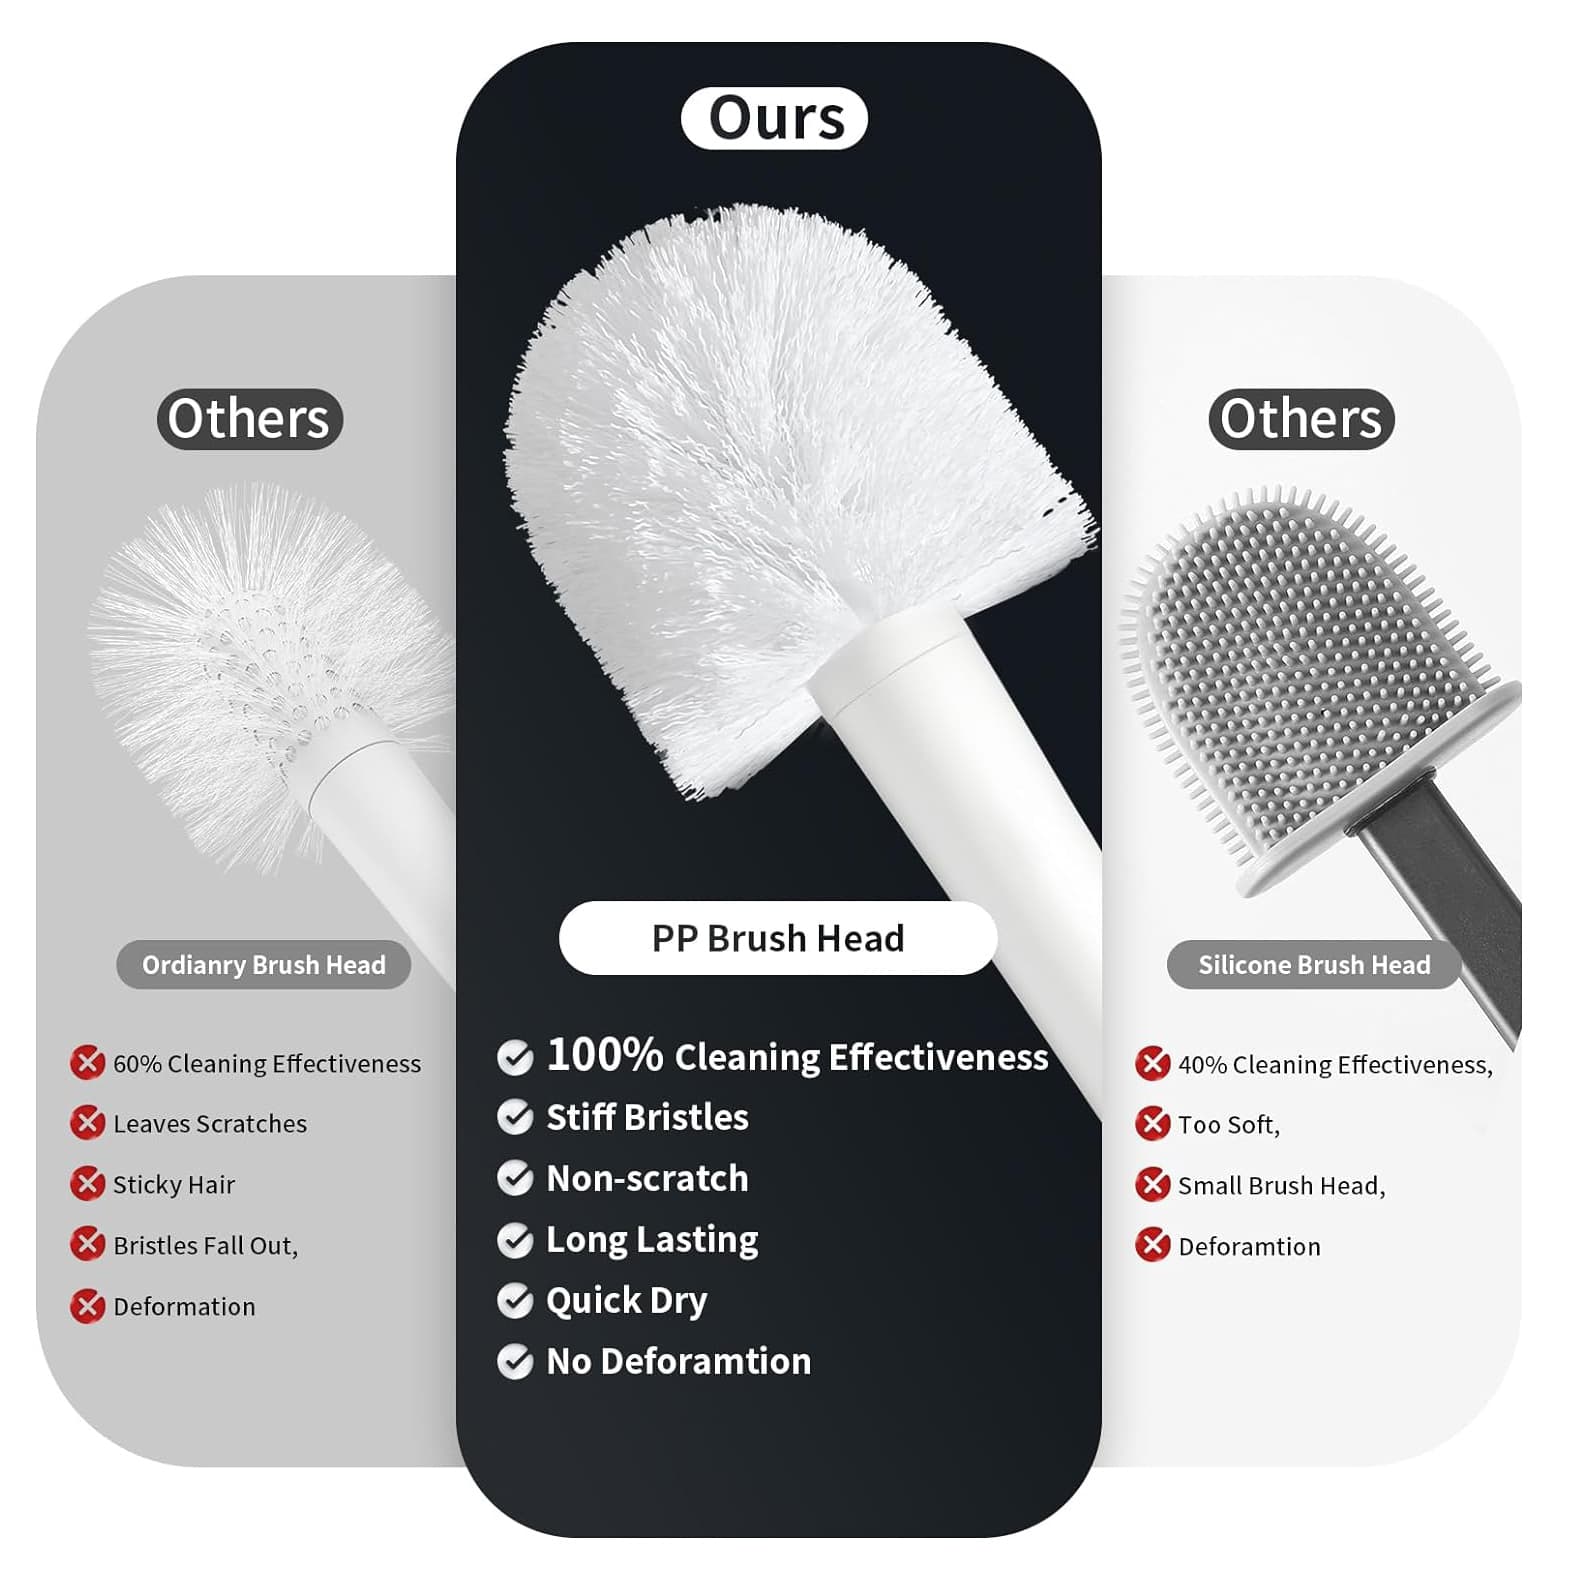 Ours
Others
Others
PP Brush Head
Ordianry Brush Head
Silicone Brush Head
60% Cleaning Effectiveness
Leaves Scratches
Sticky Hair
Bristles Fall Out,
Deformation
100% Cleaning Effectiveness
Stiff Bristles
Non-scratch
Long Lasting
Quick Dry
No Deforamtion
40% Cleaning Effectiveness,
Too Soft,
Small Brush Head,
Deforamtion